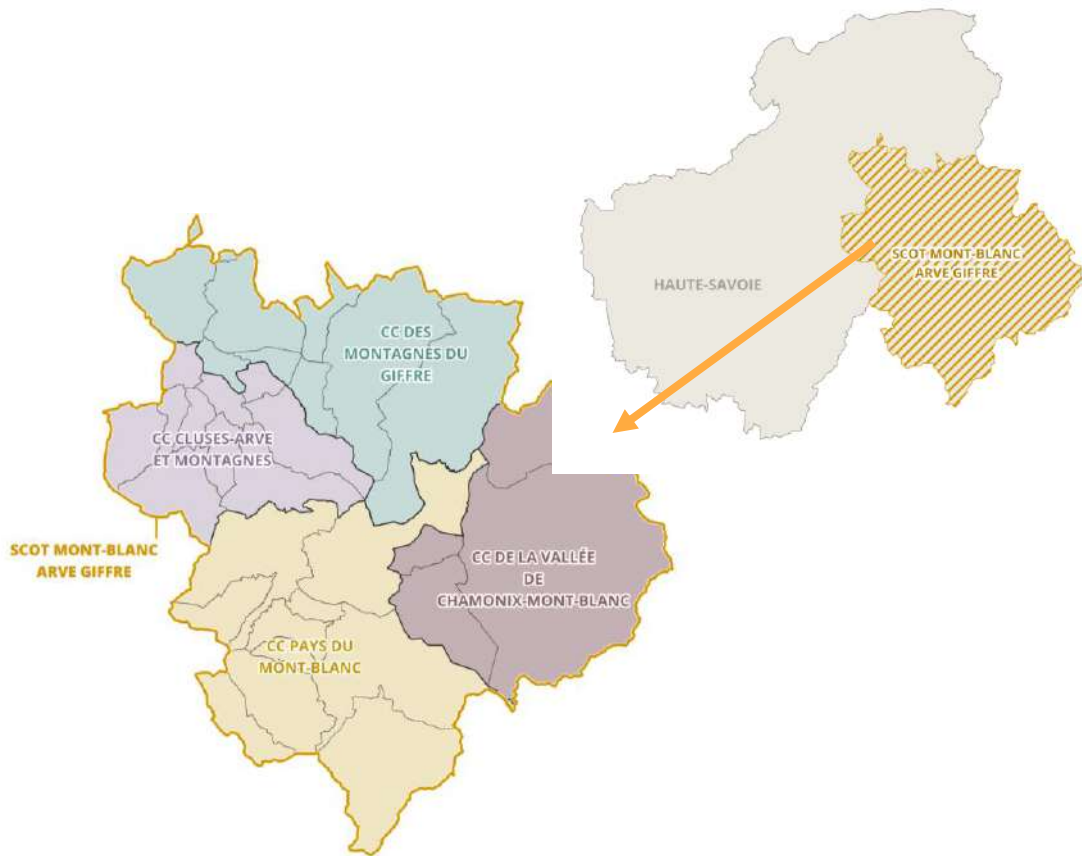 HAUTE-SAVOIE
SCOT MONT-BLANC
ARVE GIFFRE
CC DES
MONTAGNES DU
GIFFRE
CC CLUSES-ARVE
ET MONTAGNES
SCOT MONT-BLANC
ARVE GIFFRE
CC DE LA VALLÉE
DE
CHAMONIX-MONT-BLANC
CC PAYS DU
MONT-BLANC